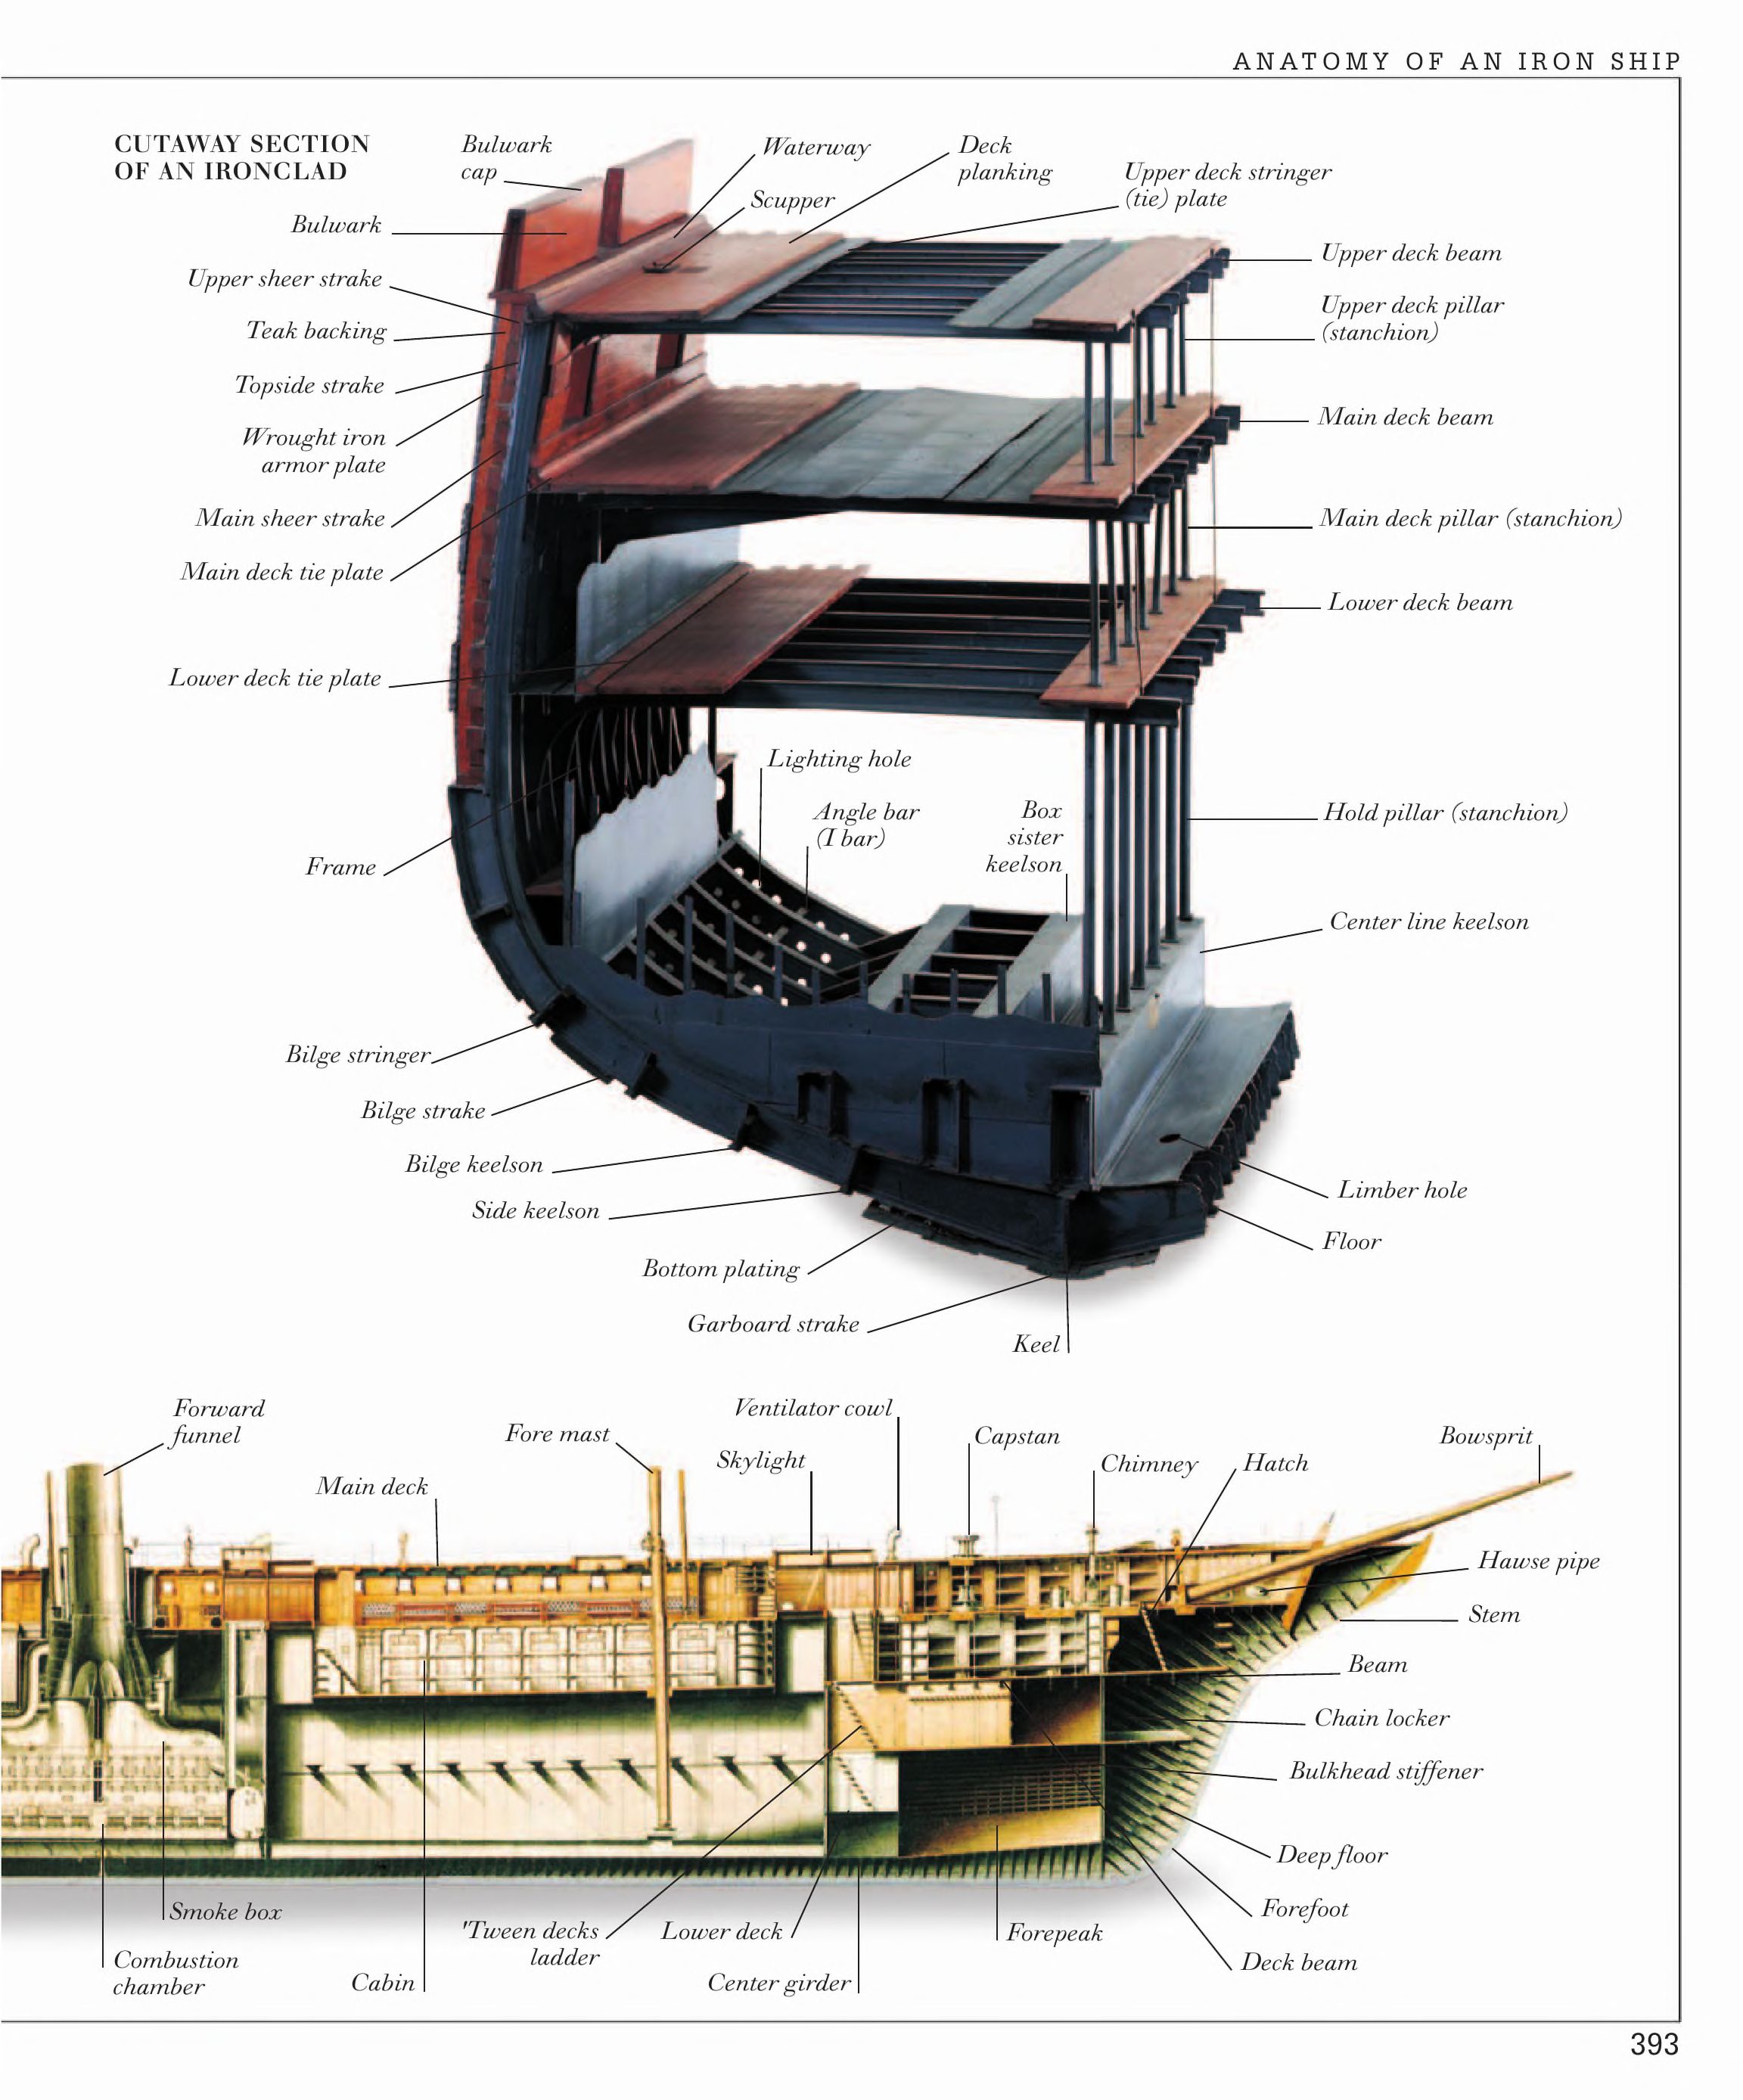 ANATOMY OF AN IRON SHIP
CUTAWAY SECTION
OF AN IRONCLAD
Bulwark
cap
Waterway
Deck
planking
Scupper
Upper deck stringer
(tie) plate
Bulwark
Upper sheer strake
Teak backing
Topside strake
Wrought iron
armor plate
Main sheer strake
Main deck tie plate
Lower deck tie plate
Frame
Upper deck beam
Upper deck pillar
(stanchion)
Main deck beam
Main deck pillar (stanchion)
Lower deck beam
Lighting hole
Angle bar
(I bar)
Box
sister
keelson
Hold pillar (stanchion)
Center line keelson
Bilge stringer
Bilge strake
Bilge keelson
Side keelson
Bottom plating
Garboard strake
Keel
Limber hole
Floor
Forward
funnel
Main deck
Fore mast
Ventilator cowl
Skylight
Capstan
Chimney
Hatch
Bowsprit
Hawse pipe
Stem
Beam
Chain locker
Bulkhead stiffener
Deep floor
Forefoot
Deck beam
Smoke box
Combustion
chamber
Cabin
'Tween decks
ladder
Lower deck
Center girder
Forepeak
393